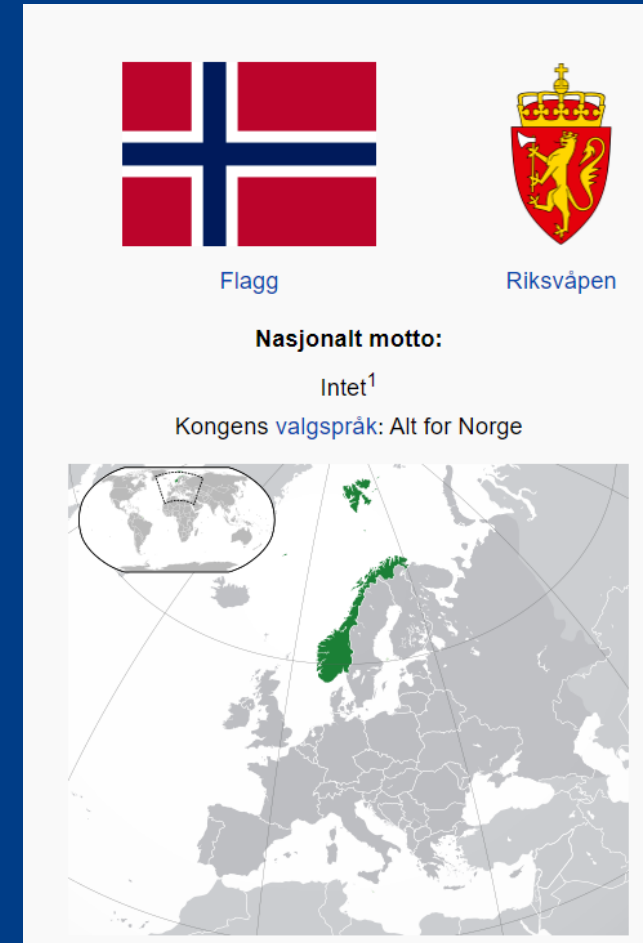 Flagg
Riksvåpen
Nasjonalt motto:
Intet¹
Kongens valgspråk: Alt for Norge